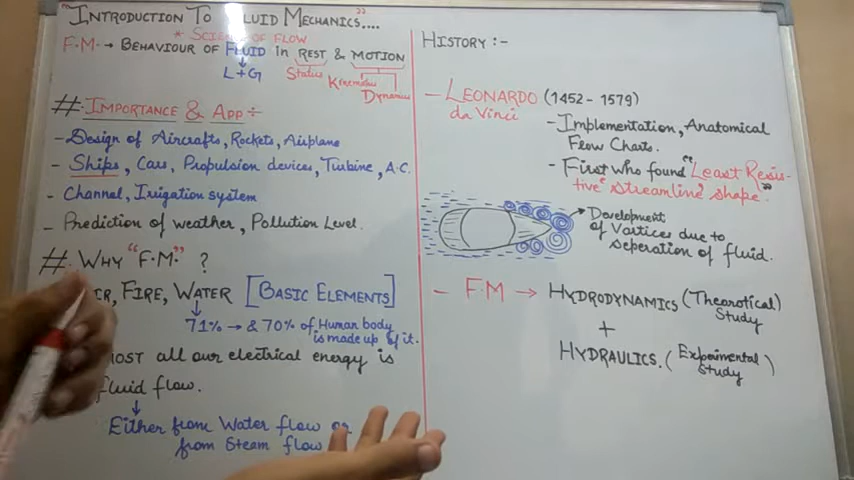 "INTRODUCTION TO FLUID MECHANICS"....
* SCIENCE OF FLOW
F.M. → BEHAVIOUR OF FLUID in REST & MOTION
L+G
Statics
Kinematics
Dynamics
# IMPORTANCE & APP ÷
- Design of Aircrafts, Rockets, Airplane
- Ships, Cars, Propulsion devices, Turbine, A.C.
- Channel, Irrigation system
- Prediction of weather, Pollution Level.
# WHY "F.M." ?
IR, FIRE, WATER [BASIC ELEMENTS]
71% → & 70% of Human body
is made up of it.
MOST all our electrical energy is
fluid flow.
Either from Water flow or
from Steam flow
HISTORY :-
- LEONARDO (1452 - 1579)
da Vinci
- Implementation, Anatomical
Flow Charts.
- First who found "Least Resis-
tive" streamline" shape."
Development
of Vortices due to
seperation of fluid.
- F.M → HYDRODYNAMICS (Theorotical)
Study
+
HYDRAULICS. (Experimental)
Study